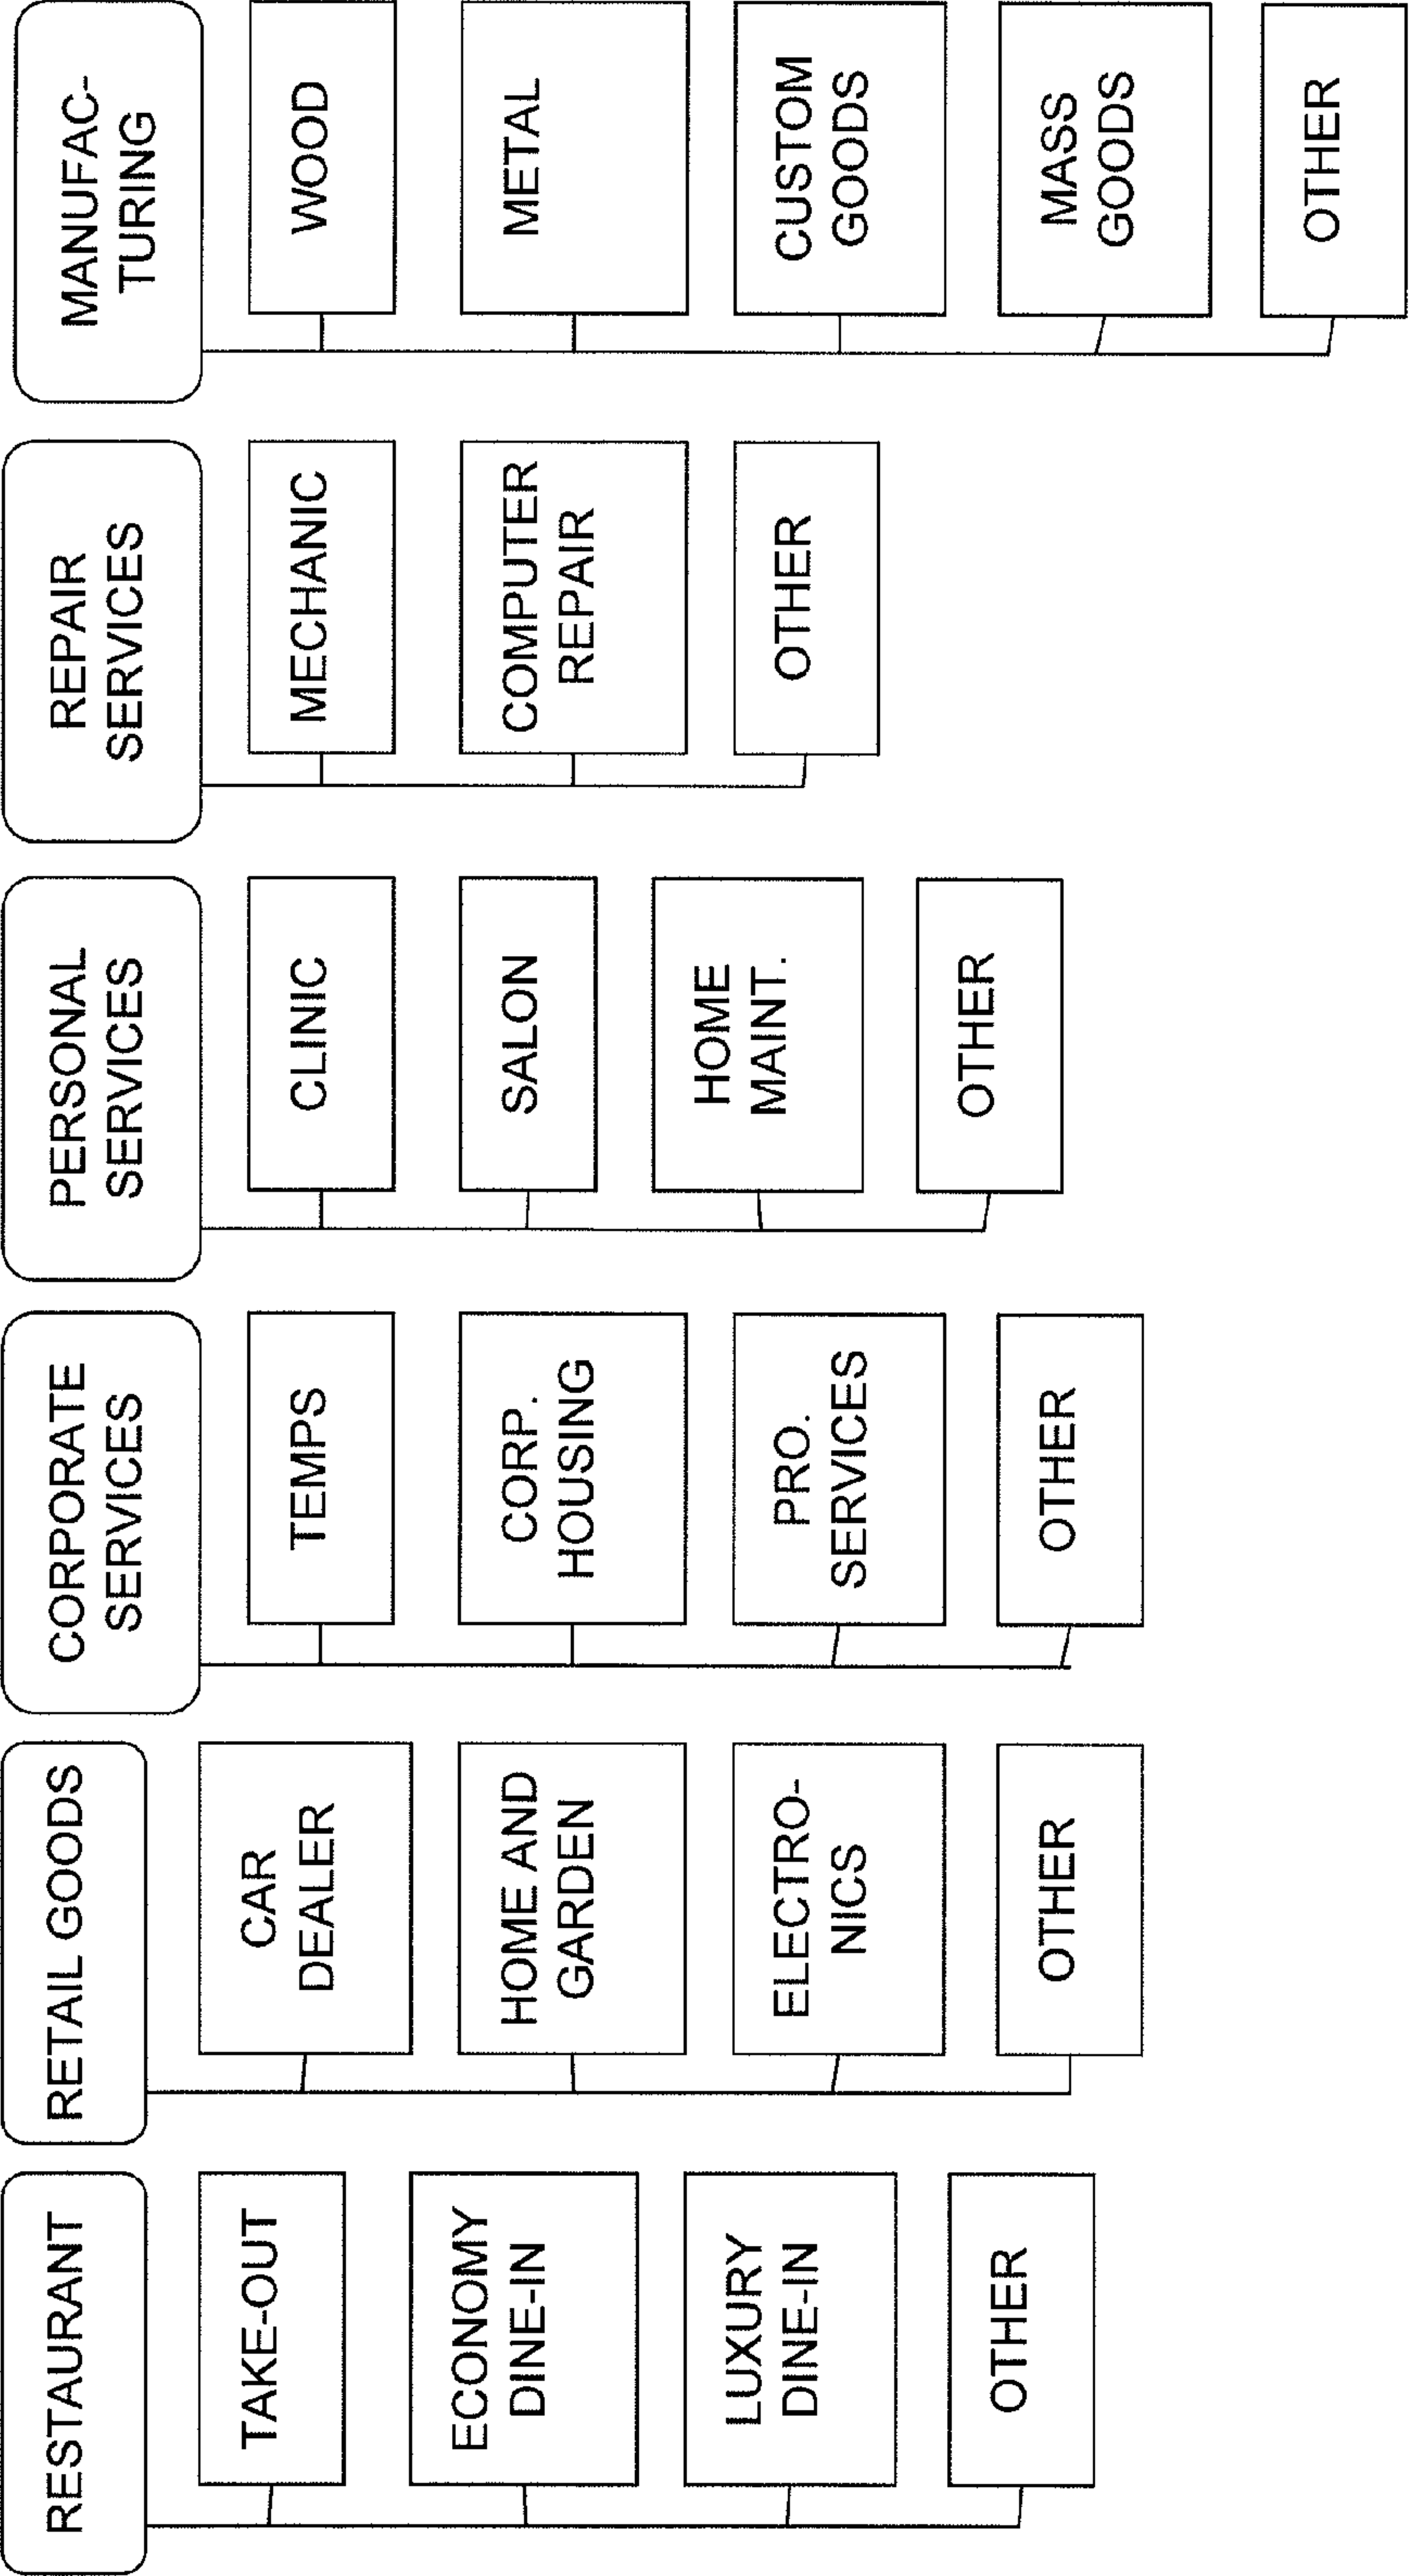 RESTAURANT
TAKE-OUT
ECONOMY
DINE-IN
LUXURY
DINE-IN
OTHER
RETAIL GOODS
CAR
DEALER
HOME AND
GARDEN
ELECTRO-
NICS
OTHER
CORPORATE
SERVICES
TEMPS
CORP.
HOUSING
PRO.
SERVICES
OTHER
PERSONAL
SERVICES
CLINIC
SALON
HOME
MAINT.
OTHER
REPAIR
SERVICES
MECHANIC
COMPUTER
REPAIR
OTHER
MANUFAC-
TURING
WOOD
METAL
CUSTOM
GOODS
MASS
GOODS
OTHER